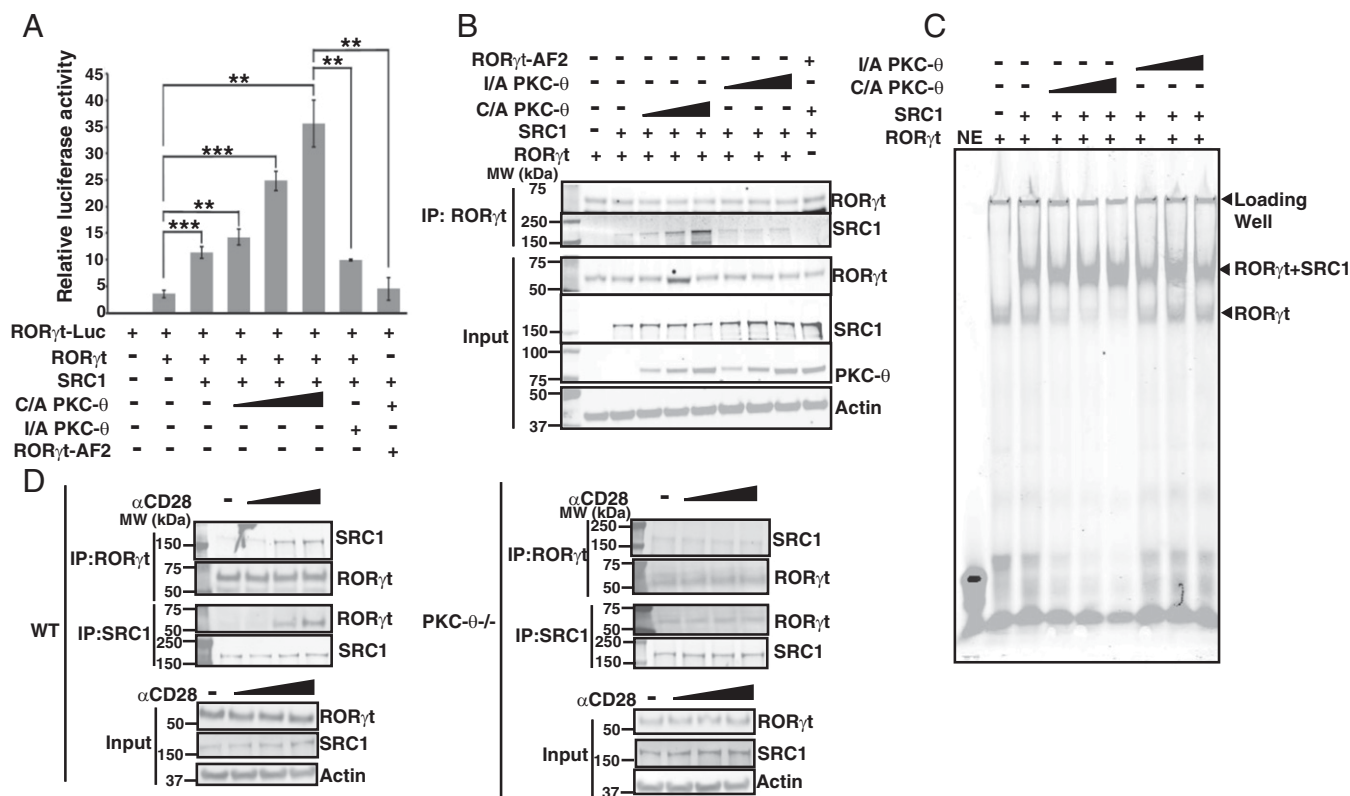 A
Relative luciferase activity
45
40
35
30
25
20
15
10
5
0
*** ** *** ** ** **
RORγt-Luc + + + + + + + +
RORγt - + + + + + + -
SRC1 - - + + + + + +
C/A PKC-θ - - - - +
I/A PKC-θ - - - - - - + -
RORγt-AF2 - - - - - - - +
B
RORγt-AF2 - - - - - - - - +
I/A PKC-θ - - - - - -
C/A PKC-θ - - - - - +
SRC1 - + + + + + + + +
RORγt + + + + + + + + -
MW (kDa)
IP: RORγt
75
50
RORγt
250
150
SRC1
Input
75
50
RORγt
150
SRC1
100
75
PKC-θ
50
37
Actin
C
I/A PKC-θ - - - - -
C/A PKC-θ - - - - -
SRC1 - + + + + + + +
RORγt NE + + + + + + + +
Loading
Well
RORγt+SRC1
RORγt
D
WT
αCD28 -
MW (kDa)
IP:RORγt
150
SRC1
75
50
RORγt
IP:SRC1
75
50
RORγt
250
150
SRC1
αCD28 -
Input
50
RORγt
150
SRC1
37
Actin
PKC-θ-/-
αCD28 -
MW (kDa)
IP:RORγt
250
150
SRC1
75
50
RORγt
IP:SRC1
75
50
RORγt
250
150
SRC1
αCD28 -
Input
50
RORγt
150
SRC1
37
Actin